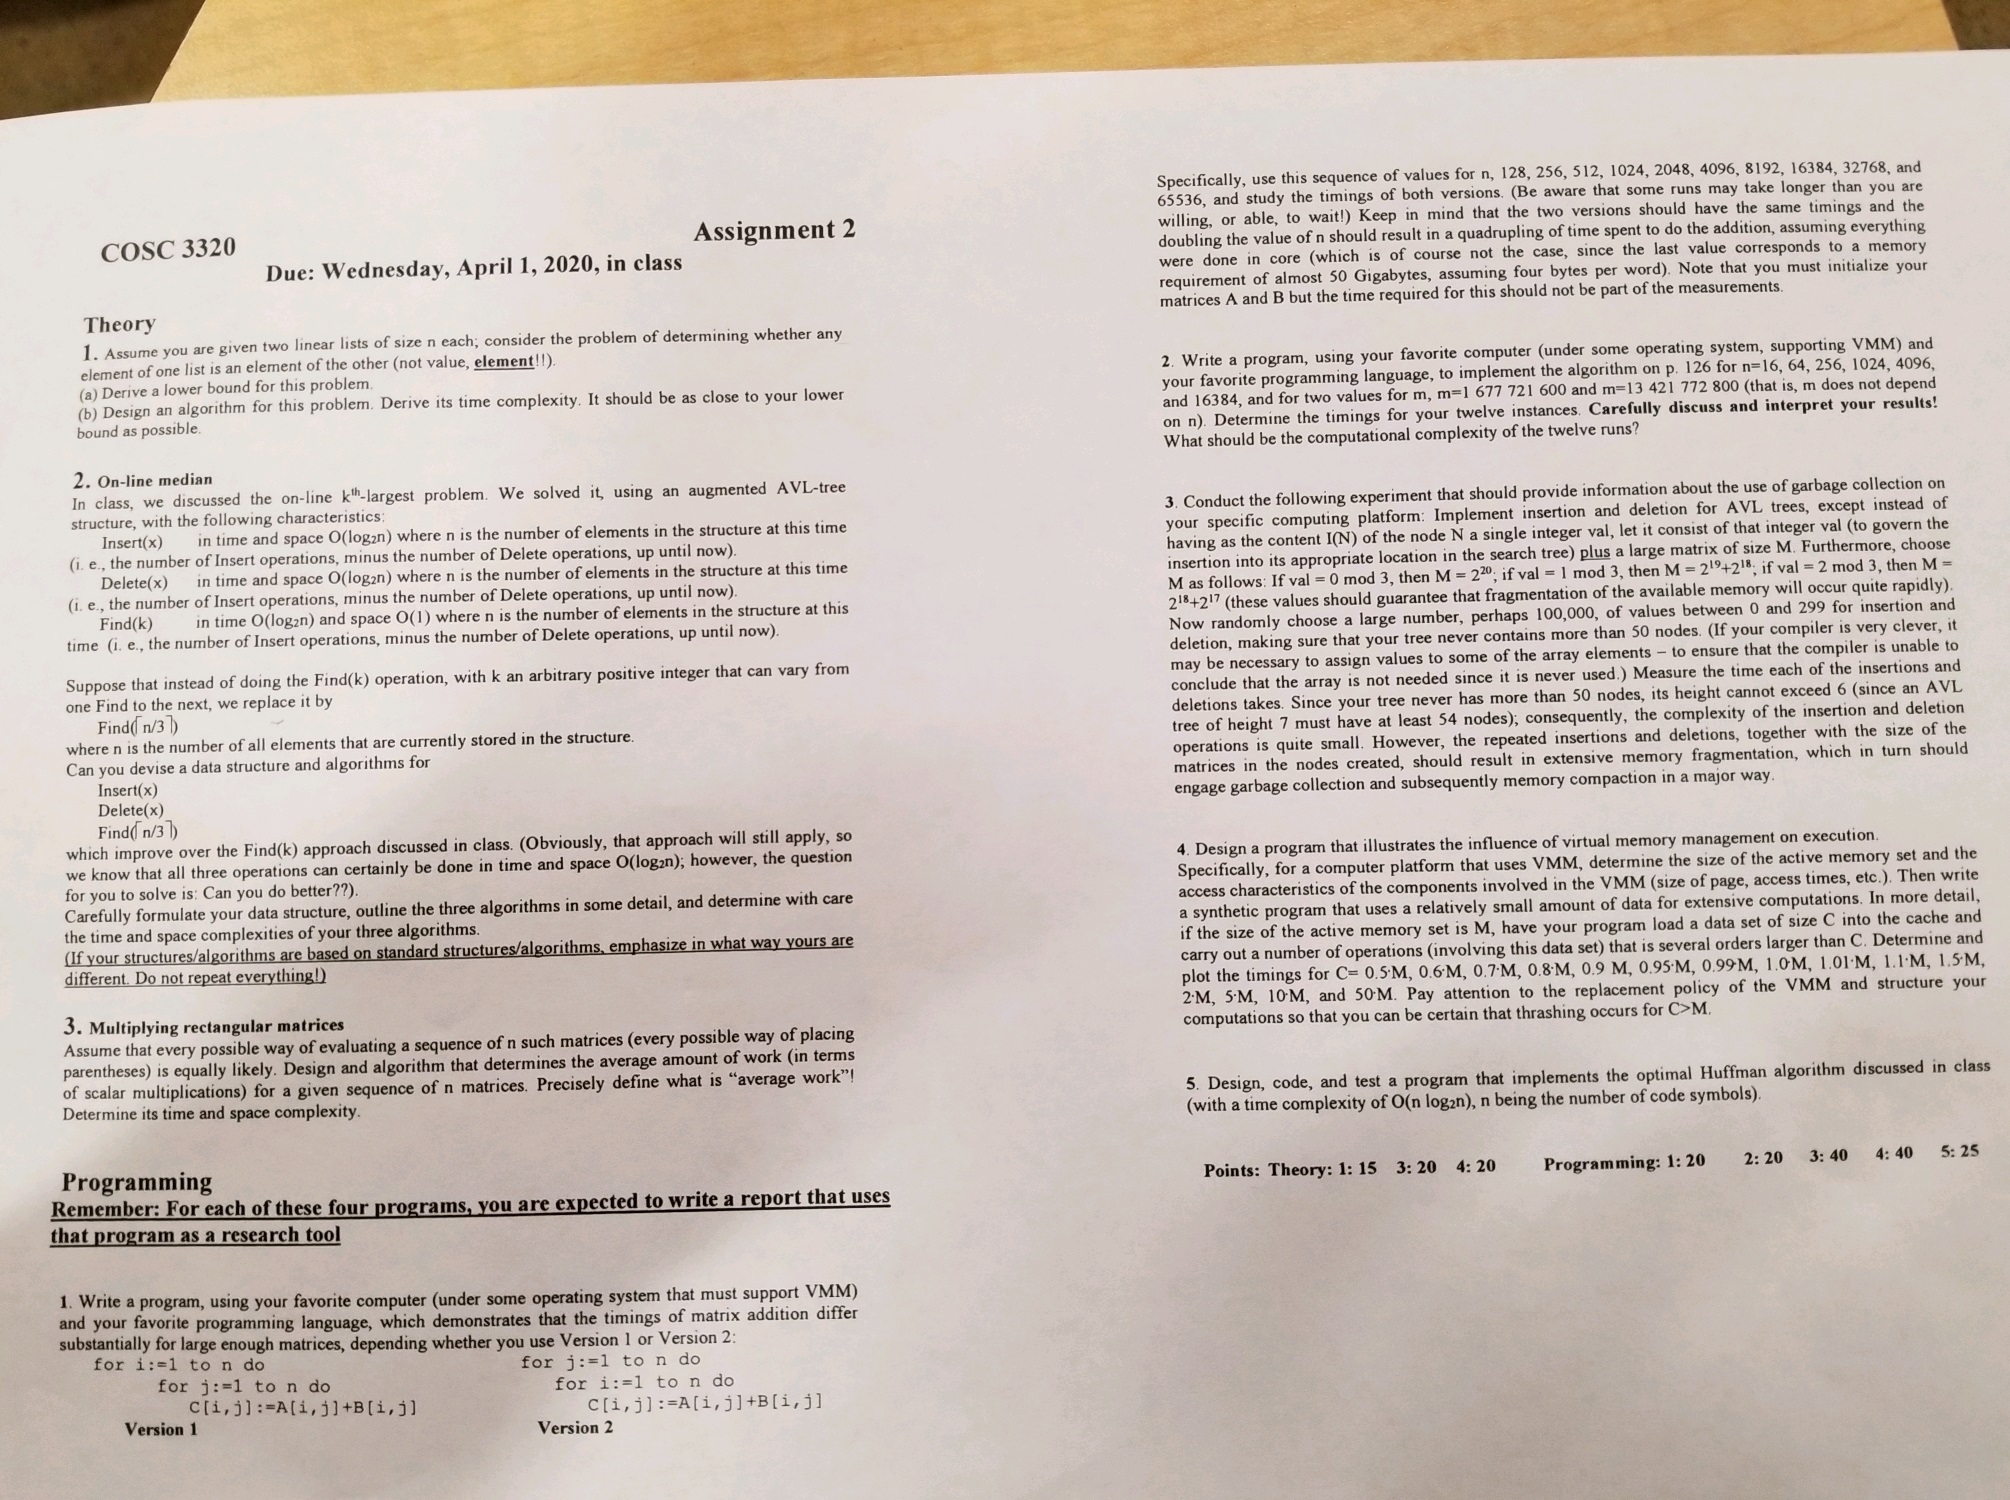 COSC 3320
Assignment 2
Due: Wednesday, April 1, 2020, in class
Theory
1. Assume you are given two linear lists of size n each; consider the problem of determining whether any
element of one list is an element of the other (not value, element!!).
(a) Derive a lower bound for this problem.
(b) Design an algorithm for this problem. Derive its time complexity. It should be as close to your lower
bound as possible.
2. On-line median
In class, we discussed the on-line kᵗʰ-largest problem. We solved it, using an augmented AVL-tree
structure, with the following characteristics:
Insert(x) in time and space O(log₂n) where n is the number of elements in the structure at this time
(i. e., the number of Insert operations, minus the number of Delete operations, up until now).
Delete(x) in time and space O(log₂n) where n is the number of elements in the structure at this time
(i. e., the number of Insert operations, minus the number of Delete operations, up until now).
Find(k) in time O(log₂n) and space O(1) where n is the number of elements in the structure at this
time (i. e., the number of Insert operations, minus the number of Delete operations, up until now).
Suppose that instead of doing the Find(k) operation, with k an arbitrary positive integer that can vary from
one Find to the next, we replace it by
Find(⌈n/3⌉)
where n is the number of all elements that are currently stored in the structure.
Can you devise a data structure and algorithms for
Insert(x)
Delete(x)
Find(⌈n/3⌉)
which improve over the Find(k) approach discussed in class. (Obviously, that approach will still apply, so
we know that all three operations can certainly be done in time and space O(log₂n); however, the question
for you to solve is: Can you do better??).
Carefully formulate your data structure, outline the three algorithms in some detail, and determine with care
the time and space complexities of your three algorithms.
(If your structures/algorithms are based on standard structures/algorithms, emphasize in what way yours are
different. Do not repeat everything!)
3. Multiplying rectangular matrices
Assume that every possible way of evaluating a sequence of n such matrices (every possible way of placing
parentheses) is equally likely. Design and algorithm that determines the average amount of work (in terms
of scalar multiplications) for a given sequence of n matrices. Precisely define what is “average work”!
Determine its time and space complexity.
Programming
Remember: For each of these four programs, you are expected to write a report that uses
that program as a research tool
1. Write a program, using your favorite computer (under some operating system that must support VMM)
and your favorite programming language, which demonstrates that the timings of matrix addition differ
substantially for large enough matrices, depending whether you use Version 1 or Version 2:
for i:=1 to n do for j:=1 to n do
for j:=1 to n do for i:=1 to n do
C[i,j]:=A[i,j]+B[i,j] C[i,j]:=A[i,j]+B[i,j]
Version 1 Version 2
Specifically, use this sequence of values for n, 128, 256, 512, 1024, 2048, 4096, 8192, 16384, 32768, and
65536, and study the timings of both versions. (Be aware that some runs may take longer than you are
willing, or able, to wait!) Keep in mind that the two versions should have the same timings and the
doubling the value of n should result in a quadrupling of time spent to do the addition, assuming everything
were done in core (which is of course not the case, since the last value corresponds to a memory
requirement of almost 50 Gigabytes, assuming four bytes per word). Note that you must initialize your
matrices A and B but the time required for this should not be part of the measurements.
2. Write a program, using your favorite computer (under some operating system, supporting VMM) and
your favorite programming language, to implement the algorithm on p. 126 for n=16, 64, 256, 1024, 4096,
and 16384, and for two values for m, m=1 677 721 600 and m=13 421 772 800 (that is, m does not depend
on n). Determine the timings for your twelve instances. Carefully discuss and interpret your results!
What should be the computational complexity of the twelve runs?
3. Conduct the following experiment that should provide information about the use of garbage collection on
your specific computing platform: Implement insertion and deletion for AVL trees, except instead of
having as the content I(N) of the node N a single integer val, let it consist of that integer val (to govern the
insertion into its appropriate location in the search tree) plus a large matrix of size M. Furthermore, choose
M as follows: If val = 0 mod 3, then M = 2²⁰; if val = 1 mod 3, then M = 2¹⁹+2¹⁸; if val = 2 mod 3, then M =
2¹⁸+2¹⁷ (these values should guarantee that fragmentation of the available memory will occur quite rapidly).
Now randomly choose a large number, perhaps 100,000, of values between 0 and 299 for insertion and
deletion, making sure that your tree never contains more than 50 nodes. (If your compiler is very clever, it
may be necessary to assign values to some of the array elements – to ensure that the compiler is unable to
conclude that the array is not needed since it is never used.) Measure the time each of the insertions and
deletions takes. Since your tree never has more than 50 nodes, its height cannot exceed 6 (since an AVL
tree of height 7 must have at least 54 nodes); consequently, the complexity of the insertion and deletion
operations is quite small. However, the repeated insertions and deletions, together with the size of the
matrices in the nodes created, should result in extensive memory fragmentation, which in turn should
engage garbage collection and subsequently memory compaction in a major way.
4. Design a program that illustrates the influence of virtual memory management on execution.
Specifically, for a computer platform that uses VMM, determine the size of the active memory set and the
access characteristics of the components involved in the VMM (size of page, access times, etc.). Then write
a synthetic program that uses a relatively small amount of data for extensive computations. In more detail,
if the size of the active memory set is M, have your program load a data set of size C into the cache and
carry out a number of operations (involving this data set) that is several orders larger than C. Determine and
plot the timings for C= 0.5·M, 0.6·M, 0.7·M, 0.8·M, 0.9 M, 0.95·M, 0.99·M, 1.0·M, 1.01·M, 1.1·M, 1.5·M,
2·M, 5·M, 10·M, and 50·M. Pay attention to the replacement policy of the VMM and structure your
computations so that you can be certain that thrashing occurs for C>M.
5. Design, code, and test a program that implements the optimal Huffman algorithm discussed in class
(with a time complexity of O(n log₂n), n being the number of code symbols).
Points: Theory: 1: 15 3: 20 4: 20 Programming: 1: 20 2: 20 3: 40 4: 40 5: 25